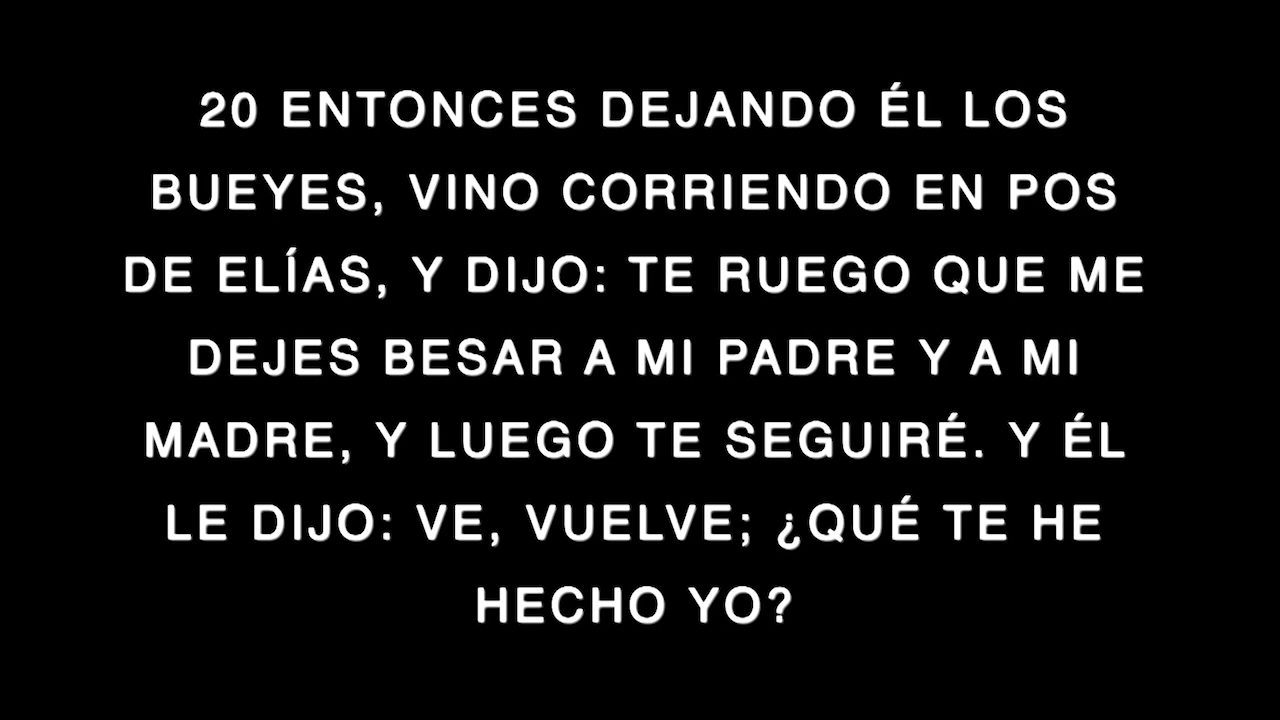 20 ENTONCES DEJANDO ÉL LOS
BUEYES, VINO CORRIENDO EN POS
DE ELÍAS, Y DIJO: TE RUEGO QUE ME
DEJES BESAR A MI PADRE Y A MI
MADRE, Y LUEGO TE SEGUIRÉ. Y ÉL
LE DIJO: VE, VUELVE; ¿QUÉ TE HE
HECHO YO?